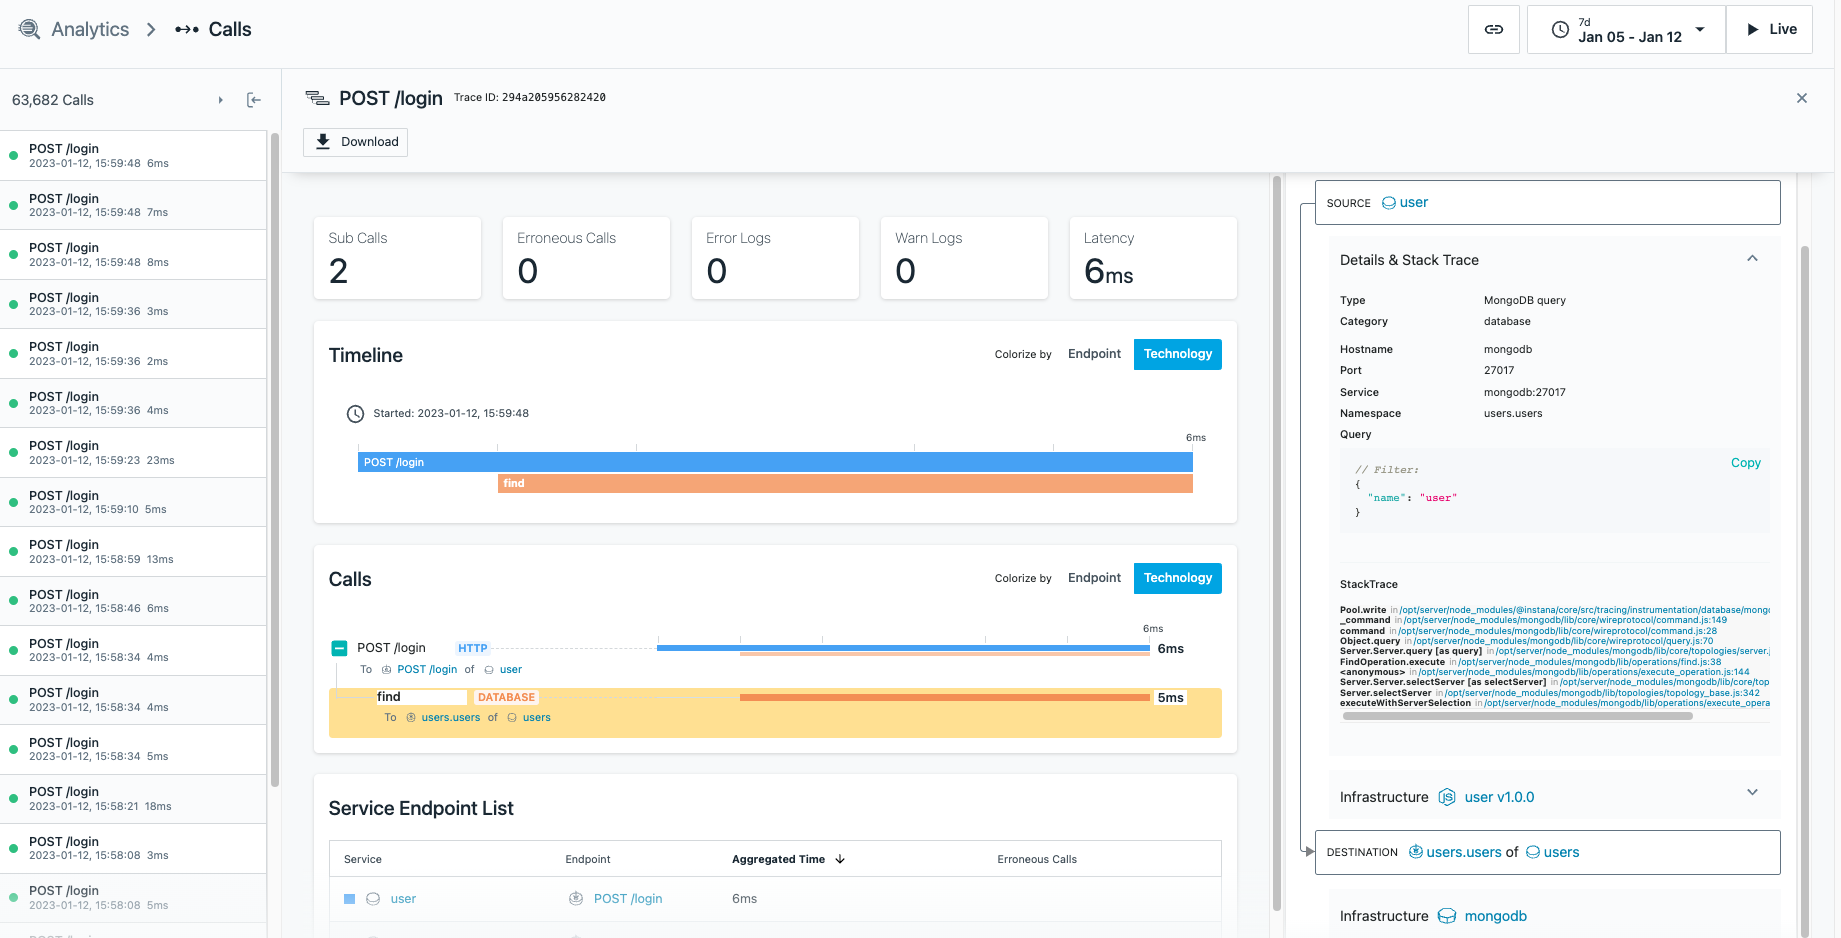 Analytics > Calls
7d
Jan 05 - Jan 12
Live
63,682 Calls
POST /login
2023-01-12, 15:59:48 6ms
POST /login
2023-01-12, 15:59:48 7ms
POST /login
2023-01-12, 15:59:48 8ms
POST /login
2023-01-12, 15:59:36 3ms
POST /login
2023-01-12, 15:59:36 2ms
POST /login
2023-01-12, 15:59:36 4ms
POST /login
2023-01-12, 15:59:23 23ms
POST /login
2023-01-12, 15:59:10 5ms
POST /login
2023-01-12, 15:58:59 13ms
POST /login
2023-01-12, 15:58:46 6ms
POST /login
2023-01-12, 15:58:34 4ms
POST /login
2023-01-12, 15:58:34 4ms
POST /login
2023-01-12, 15:58:34 5ms
POST /login
2023-01-12, 15:58:21 18ms
POST /login
2023-01-12, 15:58:08 3ms
POST /login
2023-01-12, 15:58:08 5ms
POST /login Trace ID: 294a205956282420
Download
Sub Calls
2
Erroneous Calls
0
Error Logs
0
Warn Logs
0
Latency
6ms
Timeline
Colorize by Endpoint Technology
Started: 2023-01-12, 15:59:48
6ms
POST /login
find
Calls
Colorize by Endpoint Technology
6ms
POST /login HTTP 6ms
To POST /login of user
find DATABASE 5ms
To users.users of users
Service Endpoint List
Service Endpoint Aggregated Time Erroneous Calls
user POST /login 6ms
SOURCE user
Details & Stack Trace
Type MongoDB query
Category database
Hostname mongodb
Port 27017
Service mongodb:27017
Namespace users.users
Query
Copy
// Filter:
{
"name": "user"
}
StackTrace
Pool.write in /opt/server/node_modules/@instana/core/src/tracing/instrumentation/database/mong
_command in /opt/server/node_modules/mongodb/lib/core/wireprotocol/command.js:149
command in /opt/server/node_modules/mongodb/lib/core/wireprotocol/command.js:28
Object.query in /opt/server/node_modules/mongodb/lib/core/wireprotocol/query.js:70
Server.Server.query [as query] in /opt/server/node_modules/mongodb/lib/core/topologies/server.
FindOperation.execute in /opt/server/node_modules/mongodb/lib/operations/find.js:38
<anonymous> in /opt/server/node_modules/mongodb/lib/operations/execute_operation.js:144
Server.Server.selectServer [as selectServer] in /opt/server/node_modules/mongodb/lib/core/top
Server.selectServer in /opt/server/node_modules/mongodb/lib/topologies/topology_base.js:342
executeWithServerSelection in /opt/server/node_modules/mongodb/lib/operations/execute_opera
Infrastructure user v1.0.0
DESTINATION users.users of users
Infrastructure mongodb